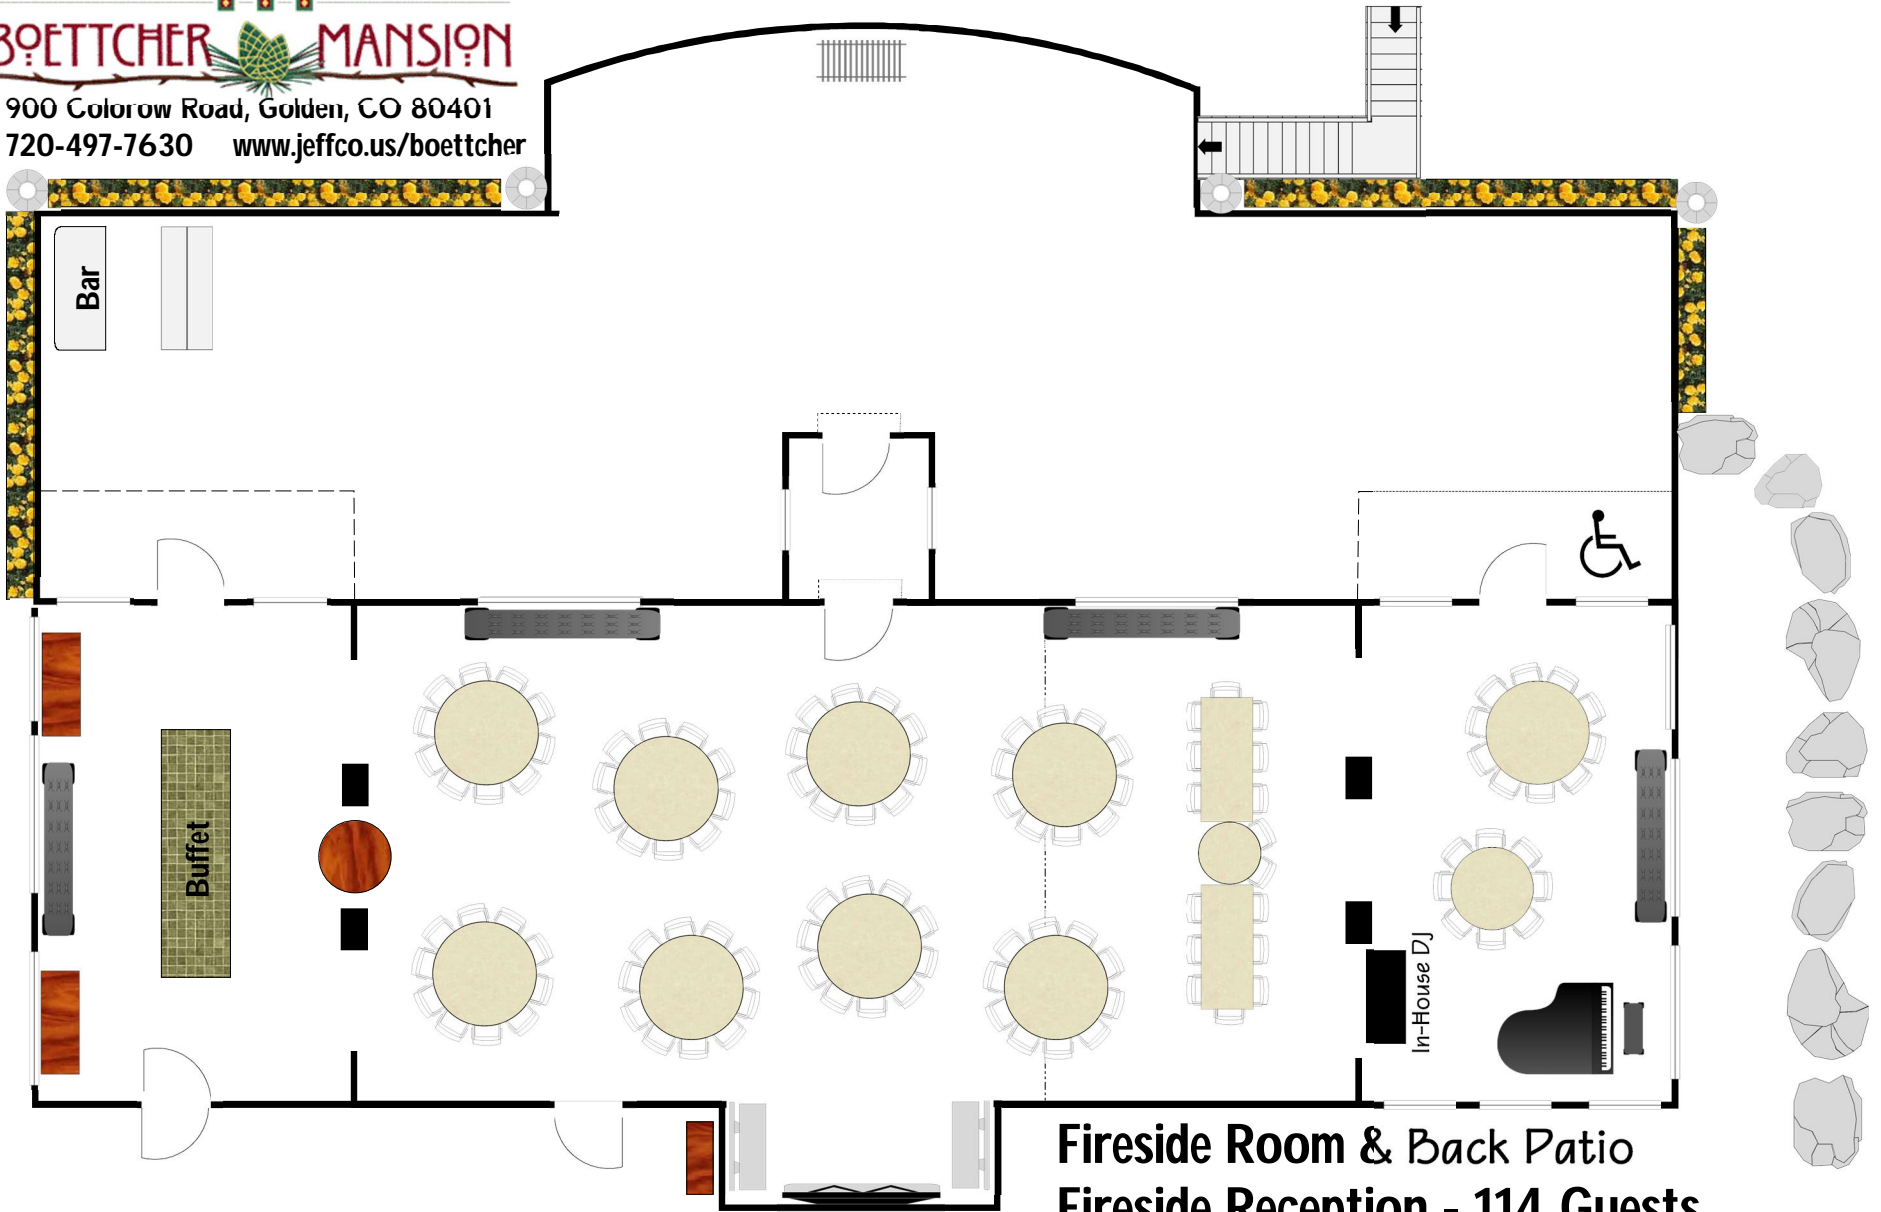 BOETTCHER MANSION
900 Colorow Road, Golden, CO 80401
720-497-7630 www.jeffco.us/boettcher
Bar
Buffet
In-House DJ
Fireside Room & Back Patio
Fireside Reception - 114 Guests